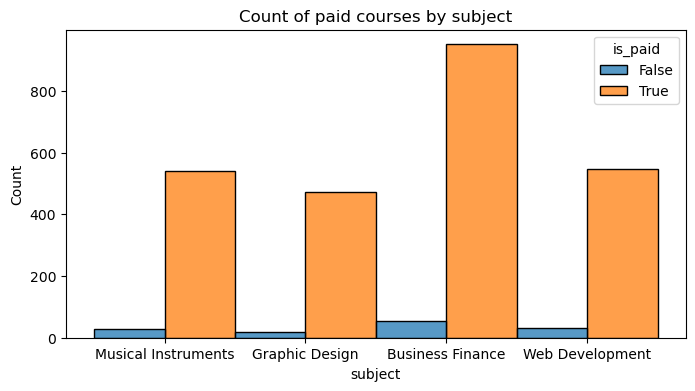 Count of paid courses by subject
is_paid
False
True
Count
800
600
400
200
0
Musical Instruments
Graphic Design
Business Finance
Web Development
subject